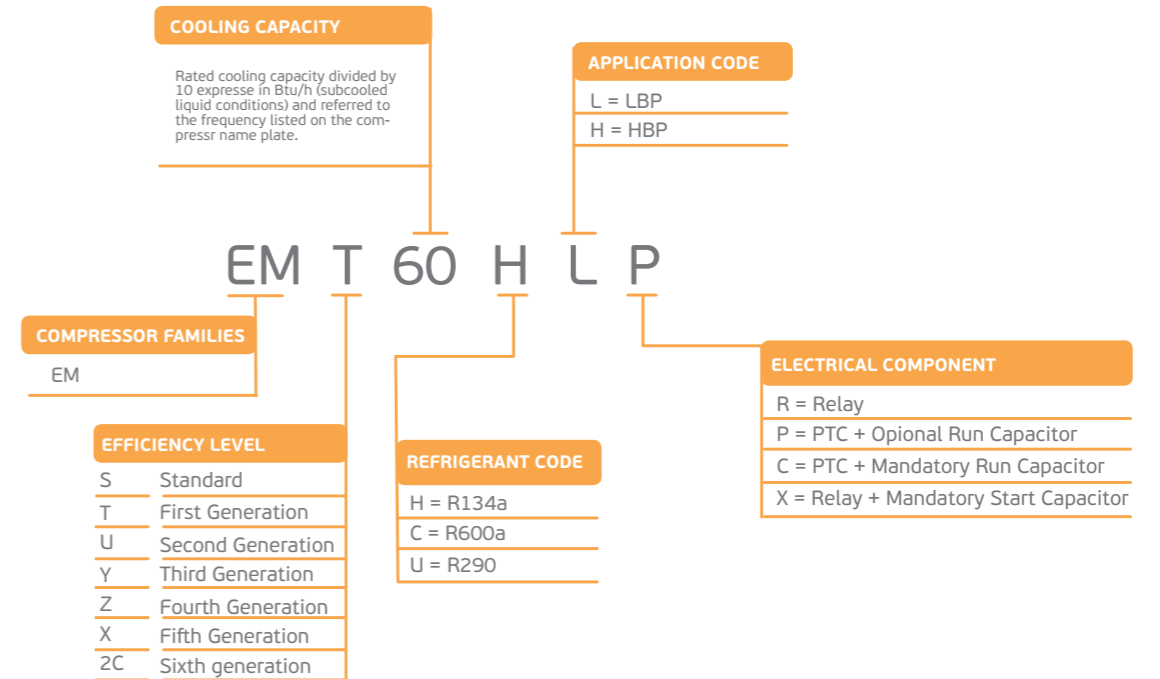 COOLING CAPACITY
Rated cooling capacity divided by
10 expresse in Btu/h (subcooled
liquid conditions) and referred to
the frequency listed on the com-
pressr name plate.
APPLICATION CODE
L = LBP
H = HBP
EM T 60 H L P
COMPRESSOR FAMILIES
EM
EFFICIENCY LEVEL
S Standard
T First Generation
U Second Generation
Y Third Generation
Z Fourth Generation
X Fifth Generation
2C Sixth generation
REFRIGERANT CODE
H = R134a
C = R600a
U = R290
ELECTRICAL COMPONENT
R = Relay
P = PTC + Opional Run Capacitor
C = PTC + Mandatory Run Capacitor
X = Relay + Mandatory Start Capacitor